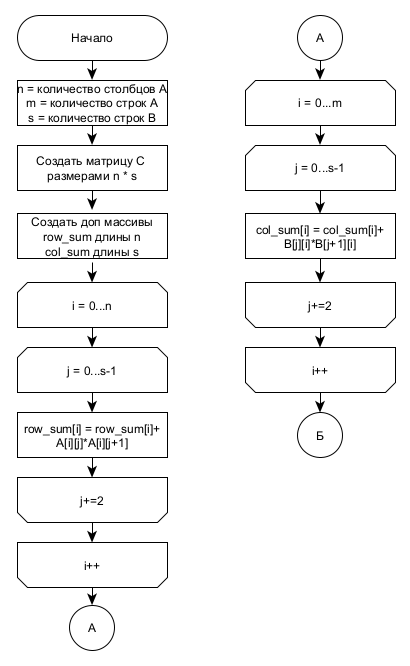 Начало
n = количество столбцов A
m = количество строк A
s = количество строк B
Создать матрицу C
размерами n * s
Создать доп массивы
row_sum длины n
col_sum длины s
i = 0...n
j = 0...s-1
row_sum[i] = row_sum[i]+
A[i][j]*A[i][j+1]
j+=2
i++
А
А
i = 0...m
j = 0...s-1
col_sum[i] = col_sum[i]+
B[j][i]*B[j+1][i]
j+=2
i++
Б